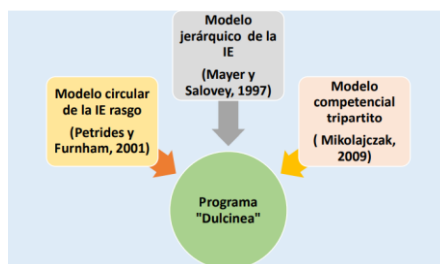 Modelo
jerárquico de la
IE
(Mayer y
Salovey, 1997)
Modelo circular
de la IE rasgo
(Petrides y
Furnham, 2001)
Modelo
competencial
tripartito
( Mikolajczak,
2009)
Programa
"Dulcinea"